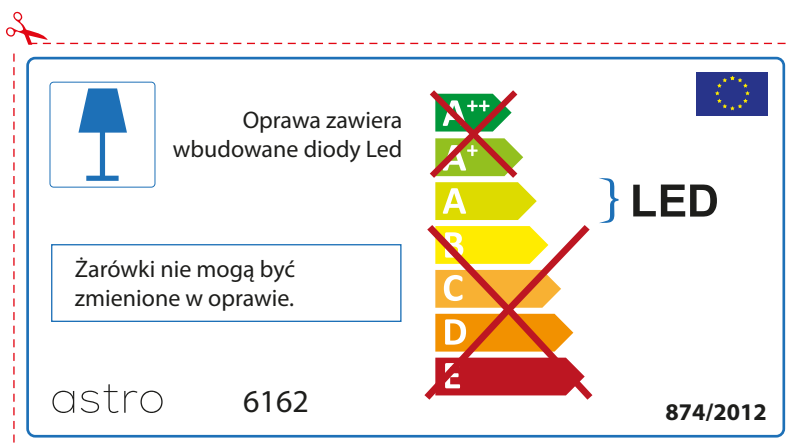 Oprawa zawiera
wbudowane diody Led
A++
A+
A
B
C
D
E
LED
Żarówki nie mogą być
zmienione w oprawie.
astro
6162
874/2012